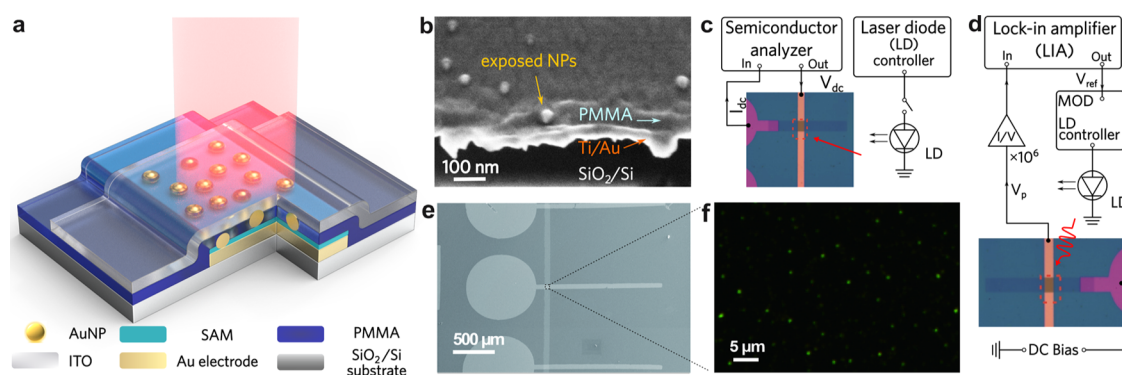 a
AuNP
SAM
PMMA
ITO
Au electrode
SiO2/Si
substrate
b
exposed NPs
PMMA
Ti/Au
100 nm
SiO2/Si
c
Semiconductor
analyzer
In
Out
Laser diode
(LD)
controller
Idc
Vdc
LD
d
Lock-in amplifier
(LIA)
In
Out
Vref
MOD
LD
controller
I/V
×10⁶
Vp
LD
DC Bias
e
500 µm
f
5 µm